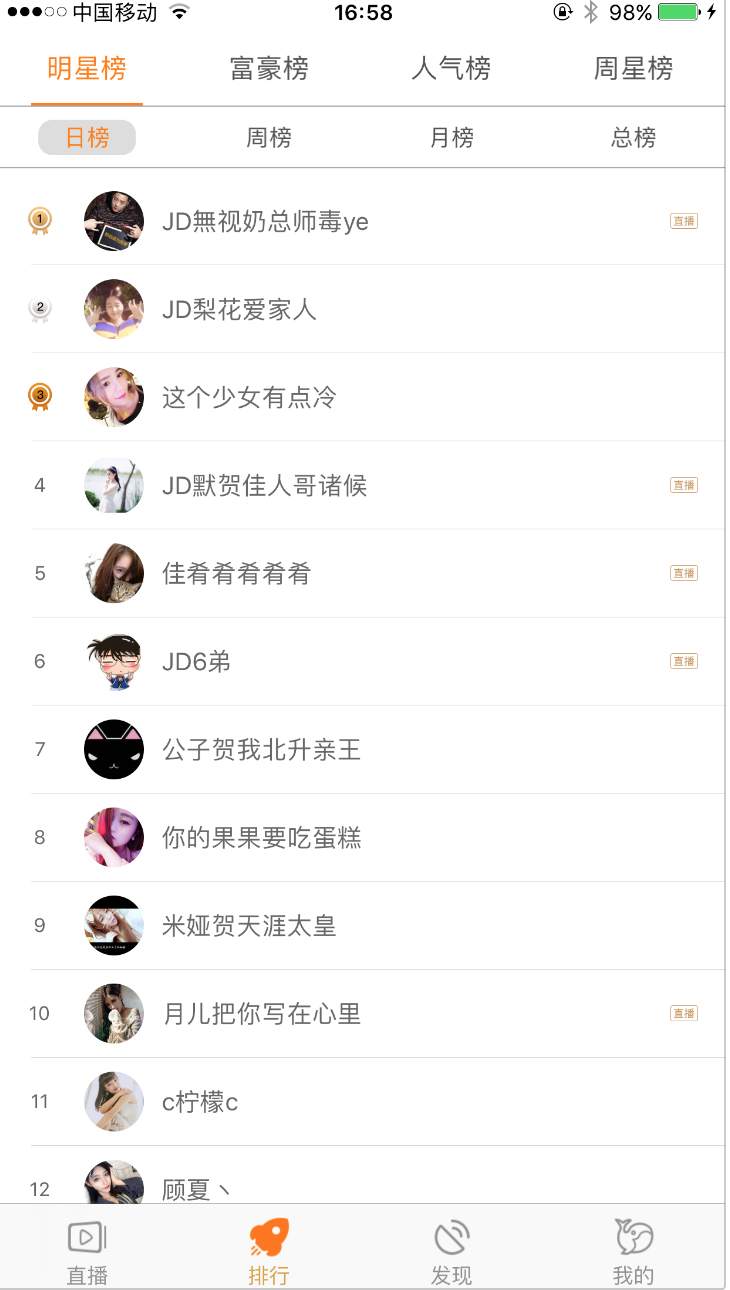 中国移动 16:58 98%
明星榜 富豪榜 人气榜 周星榜
日榜 周榜 月榜 总榜
1 JD無视奶总师毒ye 直播
2 JD梨花爱家人
3 这个少女有点冷
4 JD默贺佳人哥诸候 直播
5 佳肴肴肴肴肴 直播
6 JD6弟 直播
7 公子贺我北升亲王
8 你的果果要吃蛋糕
9 米娅贺天涯太皇
10 月儿把你写在心里 直播
11 c柠檬c
12 顾夏丶
直播 排行 发现 我的